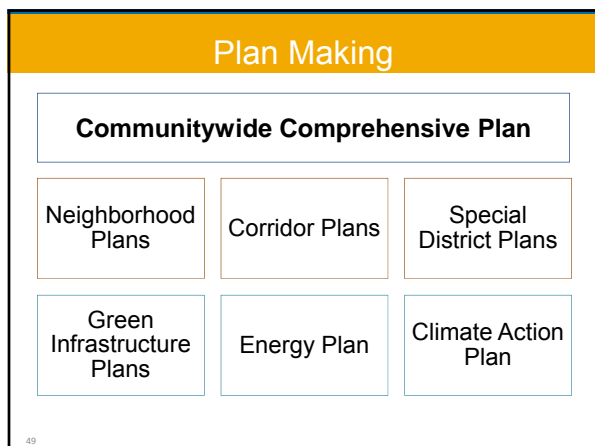 Plan Making
Communitywide Comprehensive Plan
Neighborhood
Plans
Corridor Plans
Special
District Plans
Green
Infrastructure
Plans
Energy Plan
Climate Action
Plan
49